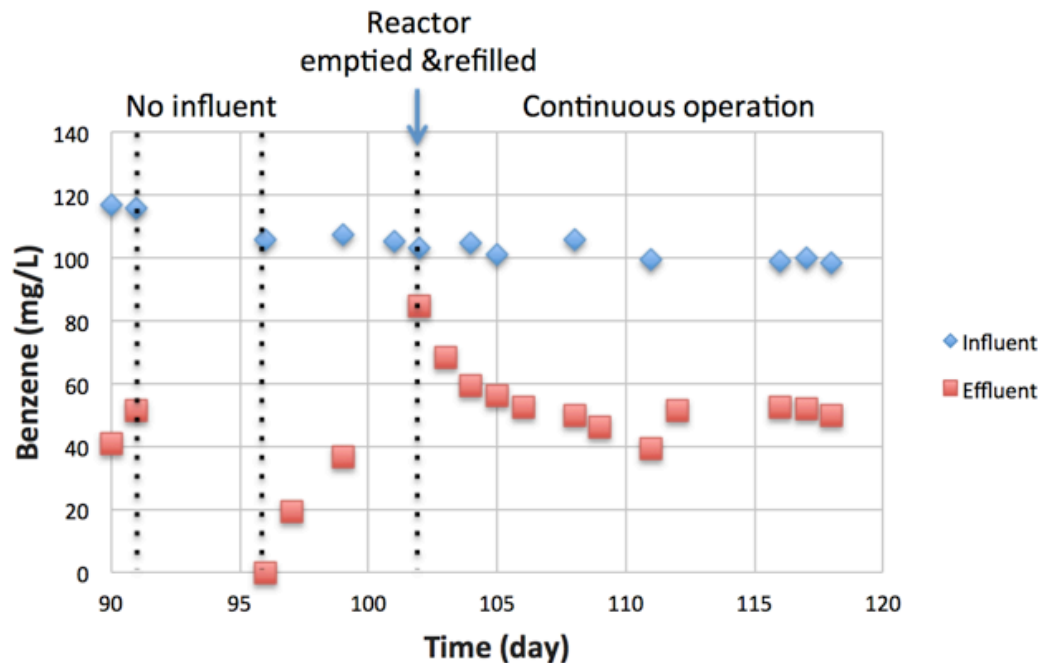 Reactor
emptied &refilled
No influent
Continuous operation
140
120
100
80
60
40
20
0
Benzene (mg/L)
90
95
100
105
110
115
120
Time (day)
Influent
Effluent